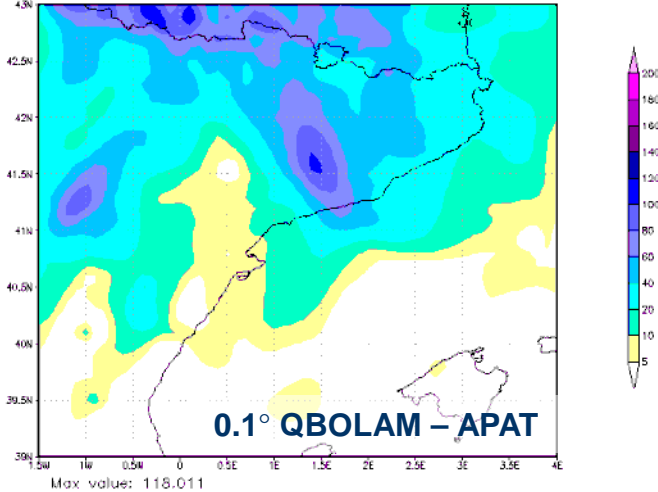 43N
42.5N
42N
41.5N
41N
40.5N
40N
39.5N
39N
1.5W 1W 0.5W 0 0.5E 1E 1.5E 2E 2.5E 3E 3.5E 4E
200
180
160
140
120
100
80
60
40
20
10
5
0.1° QBOLAM – APAT
Max value: 118.011